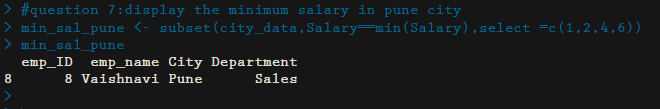 > #question 7:display the minimum salary in pune city
> min_sal_pune <- subset(city_data,Salary==min(Salary),select =c(1,2,4,6))
> min_sal_pune
  emp_ID  emp_name City Department
8      8 Vaishnavi Pune      Sales
>